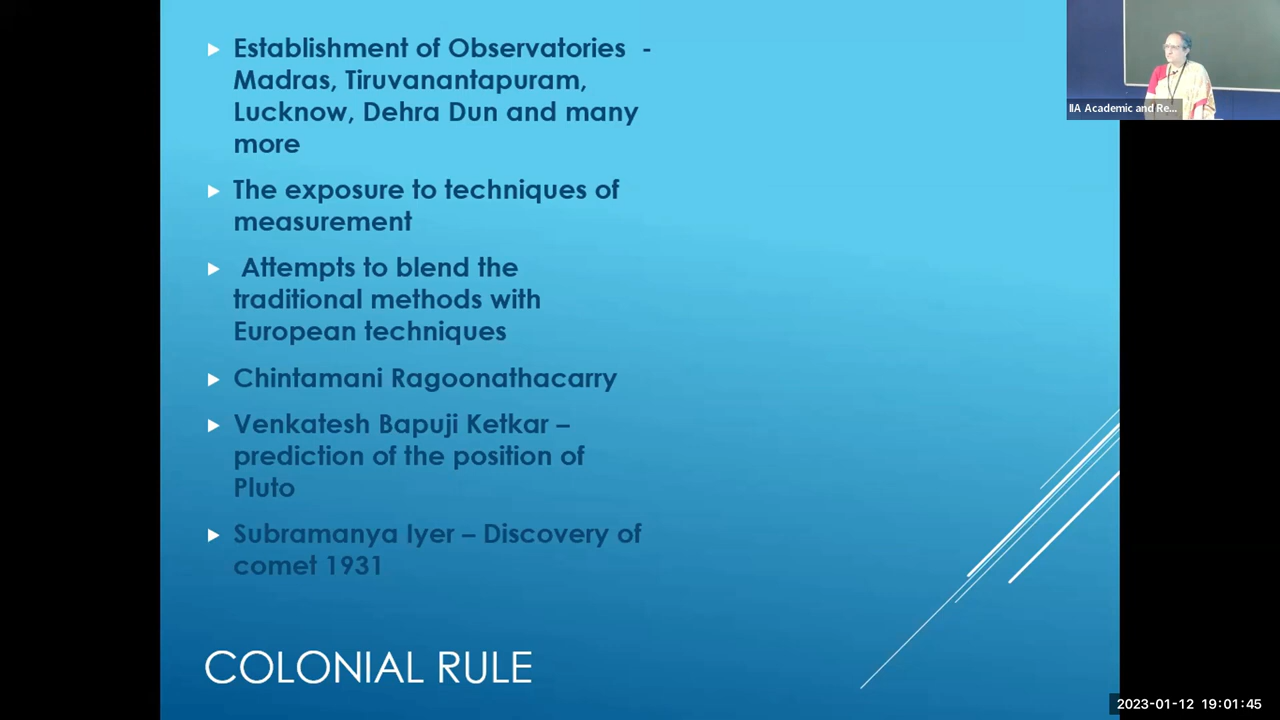 Establishment of Observatories -
Madras, Tiruvanantapuram,
Lucknow, Dehra Dun and many
more
The exposure to techniques of
measurement
Attempts to blend the
traditional methods with
European techniques
Chintamani Ragoonathacarry
Venkatesh Bapuji Ketkar –
prediction of the position of
Pluto
Subramanya Iyer – Discovery of
comet 1931
COLONIAL RULE
IIA Academic and Re...
2023-01-12 19:01:45